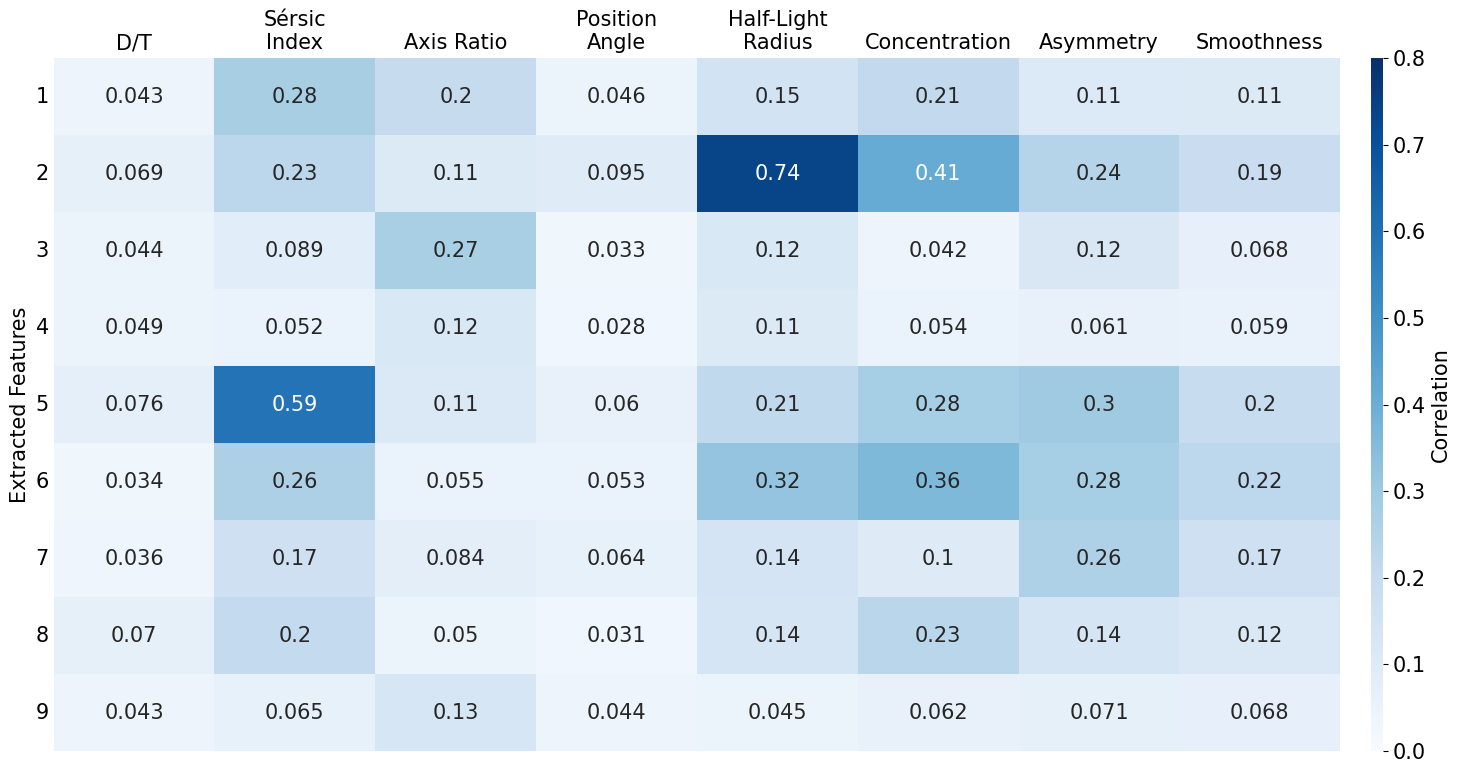 D/T Sérsic Index Axis Ratio Position Angle Half-Light Radius Concentration Asymmetry Smoothness
1 0.043 0.28 0.2 0.046 0.15 0.21 0.11 0.11
2 0.069 0.23 0.11 0.095 0.74 0.41 0.24 0.19
3 0.044 0.089 0.27 0.033 0.12 0.042 0.12 0.068
4 0.049 0.052 0.12 0.028 0.11 0.054 0.061 0.059
5 0.076 0.59 0.11 0.06 0.21 0.28 0.3 0.2
6 0.034 0.26 0.055 0.053 0.32 0.36 0.28 0.22
7 0.036 0.17 0.084 0.064 0.14 0.1 0.26 0.17
8 0.07 0.2 0.05 0.031 0.14 0.23 0.14 0.12
9 0.043 0.065 0.13 0.044 0.045 0.062 0.071 0.068
Extracted Features
0.8
0.7
0.6
0.5
0.4
0.3
0.2
0.1
0.0
Correlation